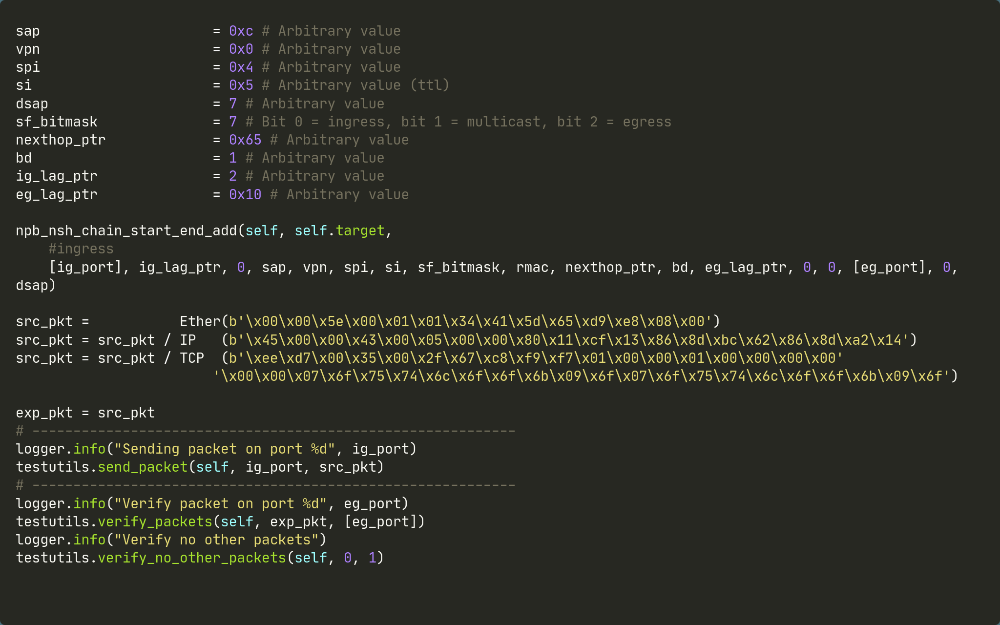 sap                     = 0xc # Arbitrary value
vpn                     = 0x0 # Arbitrary value
spi                     = 0x4 # Arbitrary value
si                      = 0x5 # Arbitrary value (ttl)
dsap                    = 7 # Arbitrary value
sf_bitmask              = 7 # Bit 0 = ingress, bit 1 = multicast, bit 2 = egress
nexthop_ptr             = 0x65 # Arbitrary value
bd                      = 1 # Arbitrary value
ig_lag_ptr              = 2 # Arbitrary value
eg_lag_ptr              = 0x10 # Arbitrary value

npb_nsh_chain_start_end_add(self, self.target,
    #ingress
    [ig_port], ig_lag_ptr, 0, sap, vpn, spi, si, sf_bitmask, rmac, nexthop_ptr, bd, eg_lag_ptr, 0, 0, [eg_port], 0,
dsap)

src_pkt =           Ether(b'\x00\x00\x5e\x00\x01\x01\x34\x41\x5d\x65\xd9\xe8\x08\x00')
src_pkt = src_pkt / IP   (b'\x45\x00\x00\x43\x00\x05\x00\x00\x80\x11\xcf\x13\x86\x8d\xbc\x62\x86\x8d\xa2\x14')
src_pkt = src_pkt / TCP  (b'\xee\xd7\x00\x35\x00\x2f\x67\xc8\xf9\xf7\x01\x00\x00\x01\x00\x00\x00\x00'
                        '\x00\x00\x07\x6f\x75\x74\x6c\x6f\x6f\x6b\x09\x6f\x07\x6f\x75\x74\x6c\x6f\x6f\x6b\x09\x6f')

exp_pkt = src_pkt
# -----------------------------------------------------------
logger.info("Sending packet on port %d", ig_port)
testutils.send_packet(self, ig_port, src_pkt)
# -----------------------------------------------------------
logger.info("Verify packet on port %d", eg_port)
testutils.verify_packets(self, exp_pkt, [eg_port])
logger.info("Verify no other packets")
testutils.verify_no_other_packets(self, 0, 1)